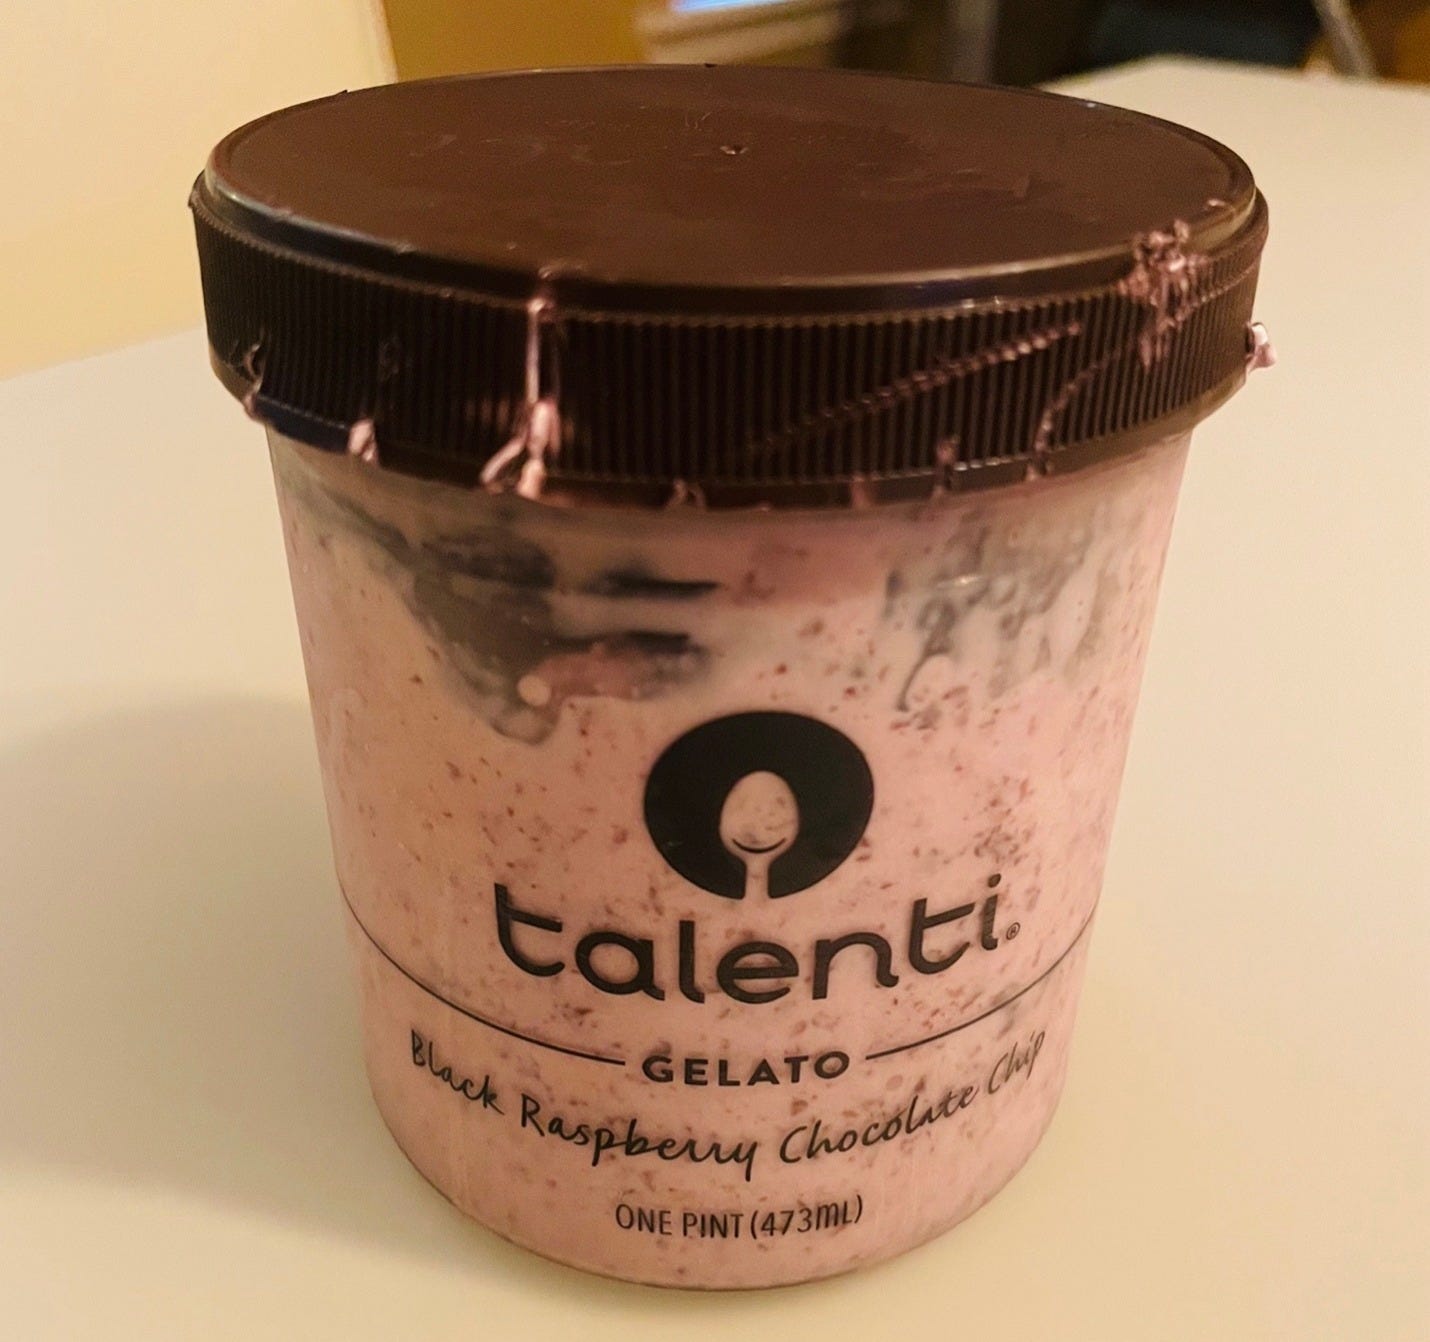 talenti®
GELATO
Black Raspberry Chocolate Chip
ONE PINT (473mL)